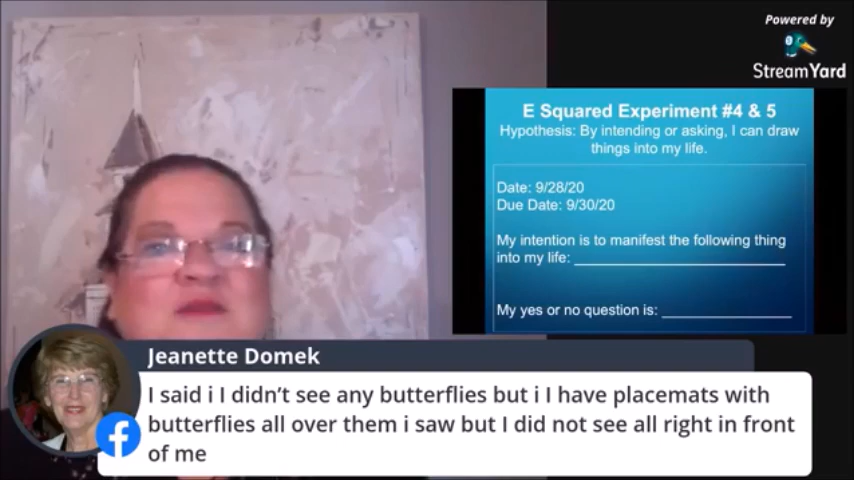 Powered by
StreamYard
E Squared Experiment #4 & 5
Hypothesis: By intending or asking, I can draw
things into my life.
Date: 9/28/20
Due Date: 9/30/20
My intention is to manifest the following thing
into my life: ____________________________
My yes or no question is: _________________
Jeanette Domek
I said i I didn’t see any butterflies but i I have placemats with
butterflies all over them i saw but I did not see all right in front
of me